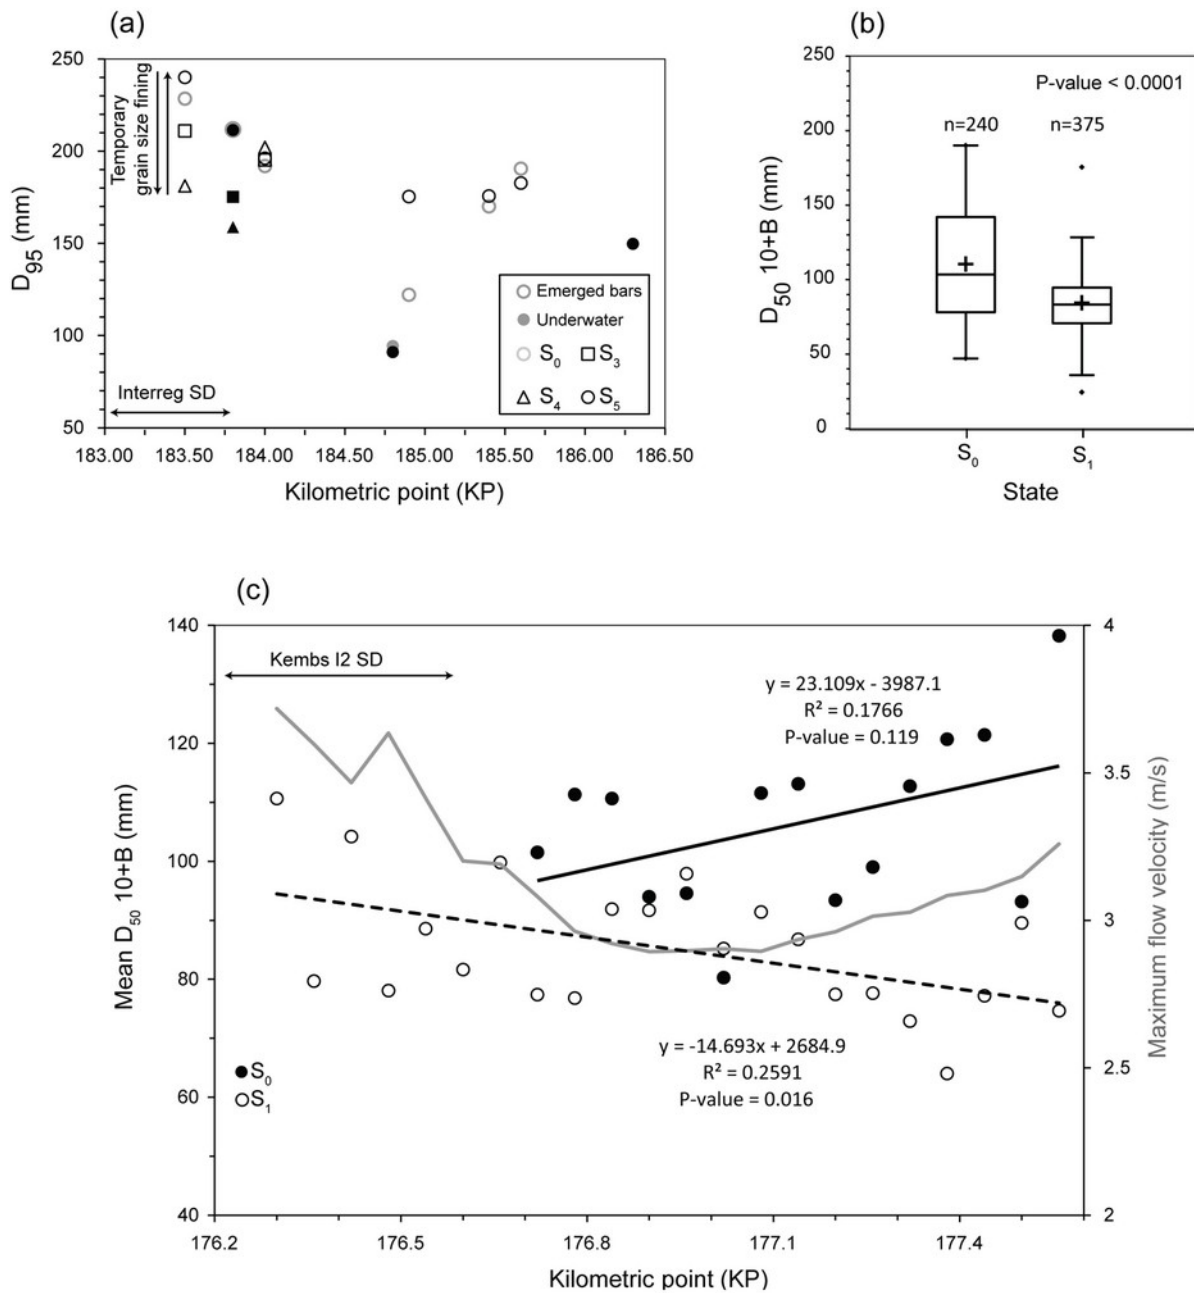 (a)
250
200
150
100
50
D95 (mm)
Temporary
grain size fining
Interreg SD
Emerged bars
Underwater
S0 S3
S4 S5
183.00 183.50 184.00 184.50 185.00 185.50 186.00 186.50
Kilometric point (KP)
(b)
250
200
150
100
50
0
D50 10+B (mm)
P-value < 0.0001
n=240 n=375
S0 S1
State
(c)
140
120
100
80
60
40
Mean D50 10+B (mm)
Kembs I2 SD
y = 23.109x - 3987.1
R² = 0.1766
P-value = 0.119
y = -14.693x + 2684.9
R² = 0.2591
P-value = 0.016
S0
S1
4
3.5
3
2.5
2
Maximum flow velocity (m/s)
176.2 176.5 176.8 177.1 177.4
Kilometric point (KP)